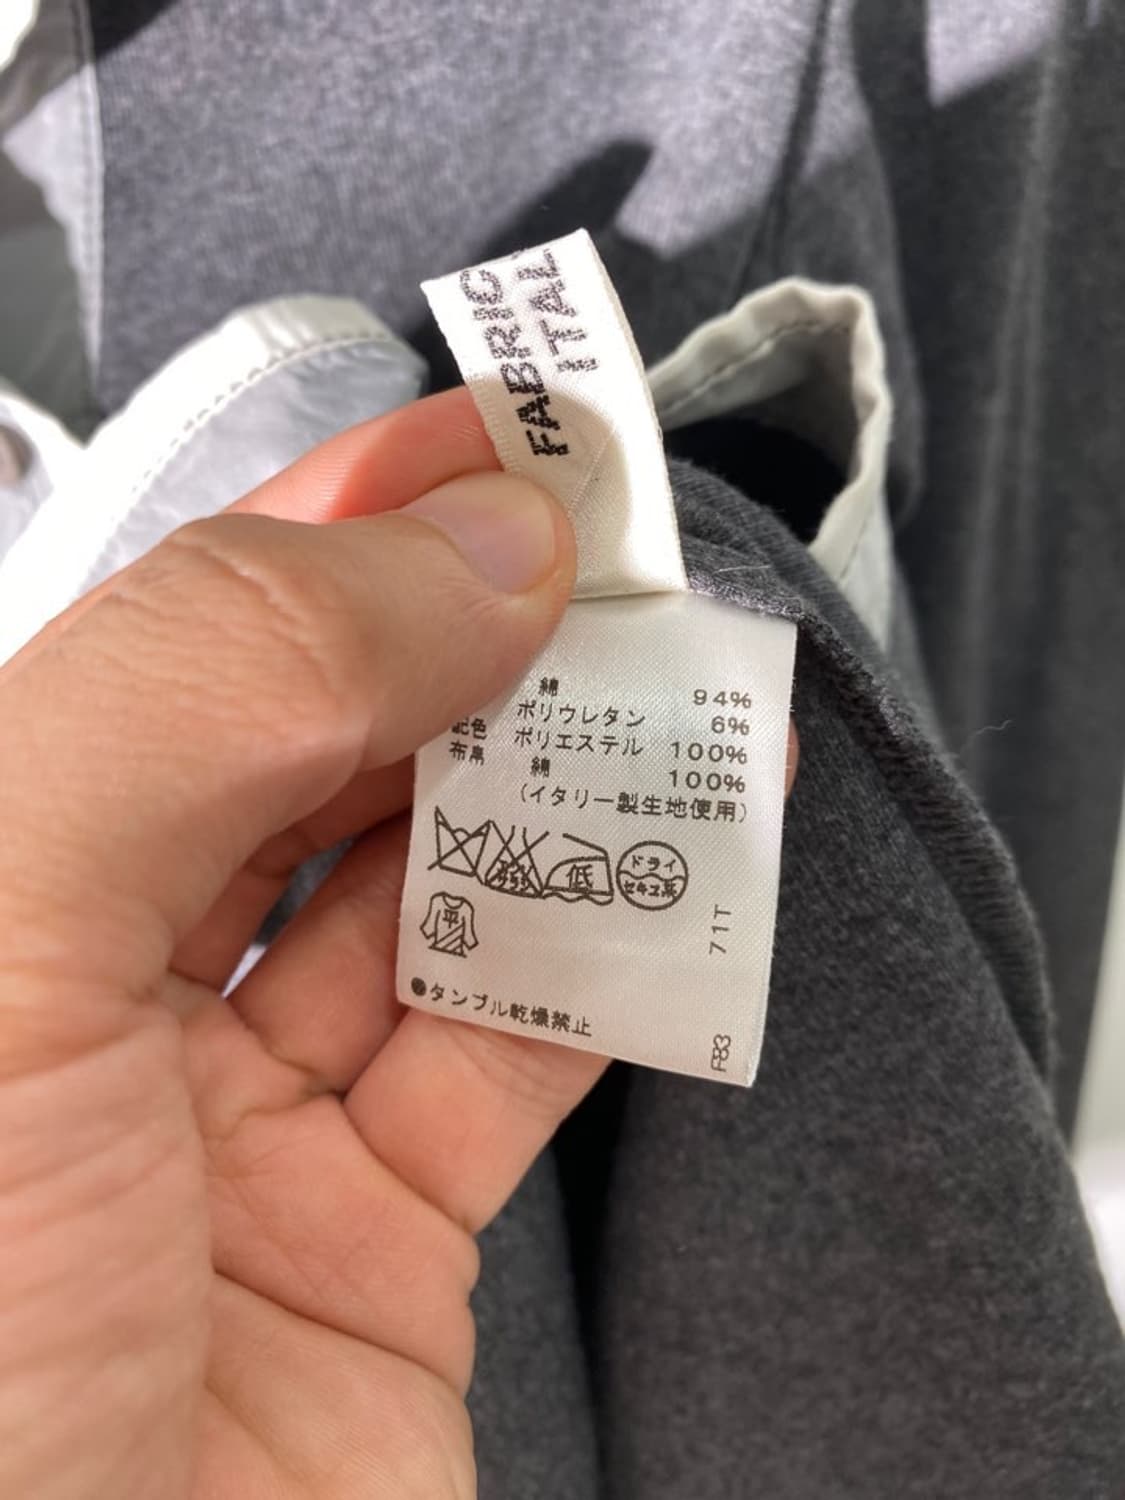 FABRIC
ITALY
綿 94%
ポリウレタン 6%
配色 ポリエステル 100%
布帛 綿 100%
(イタリー製生地使用)
低
ドライ
セキユ系
平
71T
●タンブル乾燥禁止
F83